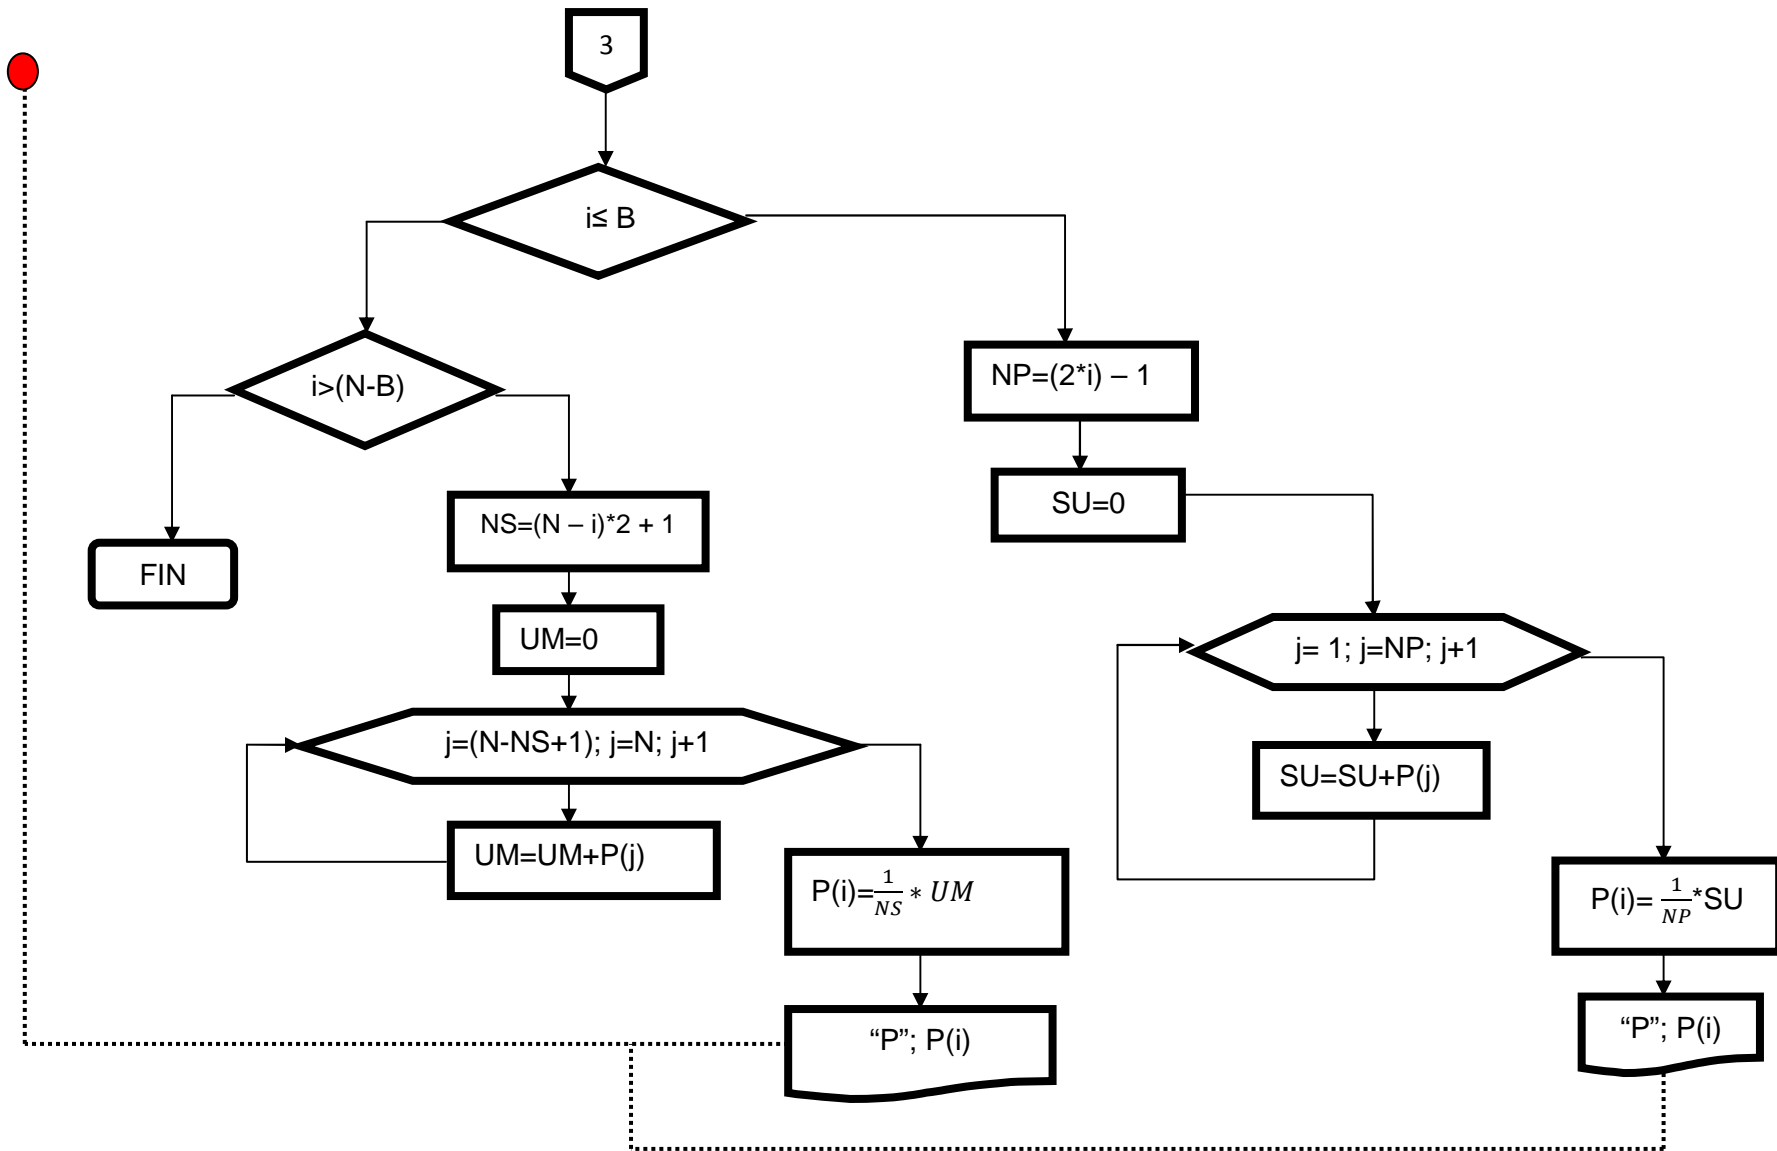 3
i≤ B
i>(N-B)
NP=(2*i) – 1
SU=0
NS=(N – i)*2 + 1
FIN
UM=0
j= 1; j=NP; j+1
j=(N-NS+1); j=N; j+1
SU=SU+P(j)
UM=UM+P(j)
P(i)=1/NS * UM
P(i)= 1/NP*SU
“P”; P(i)
“P”; P(i)